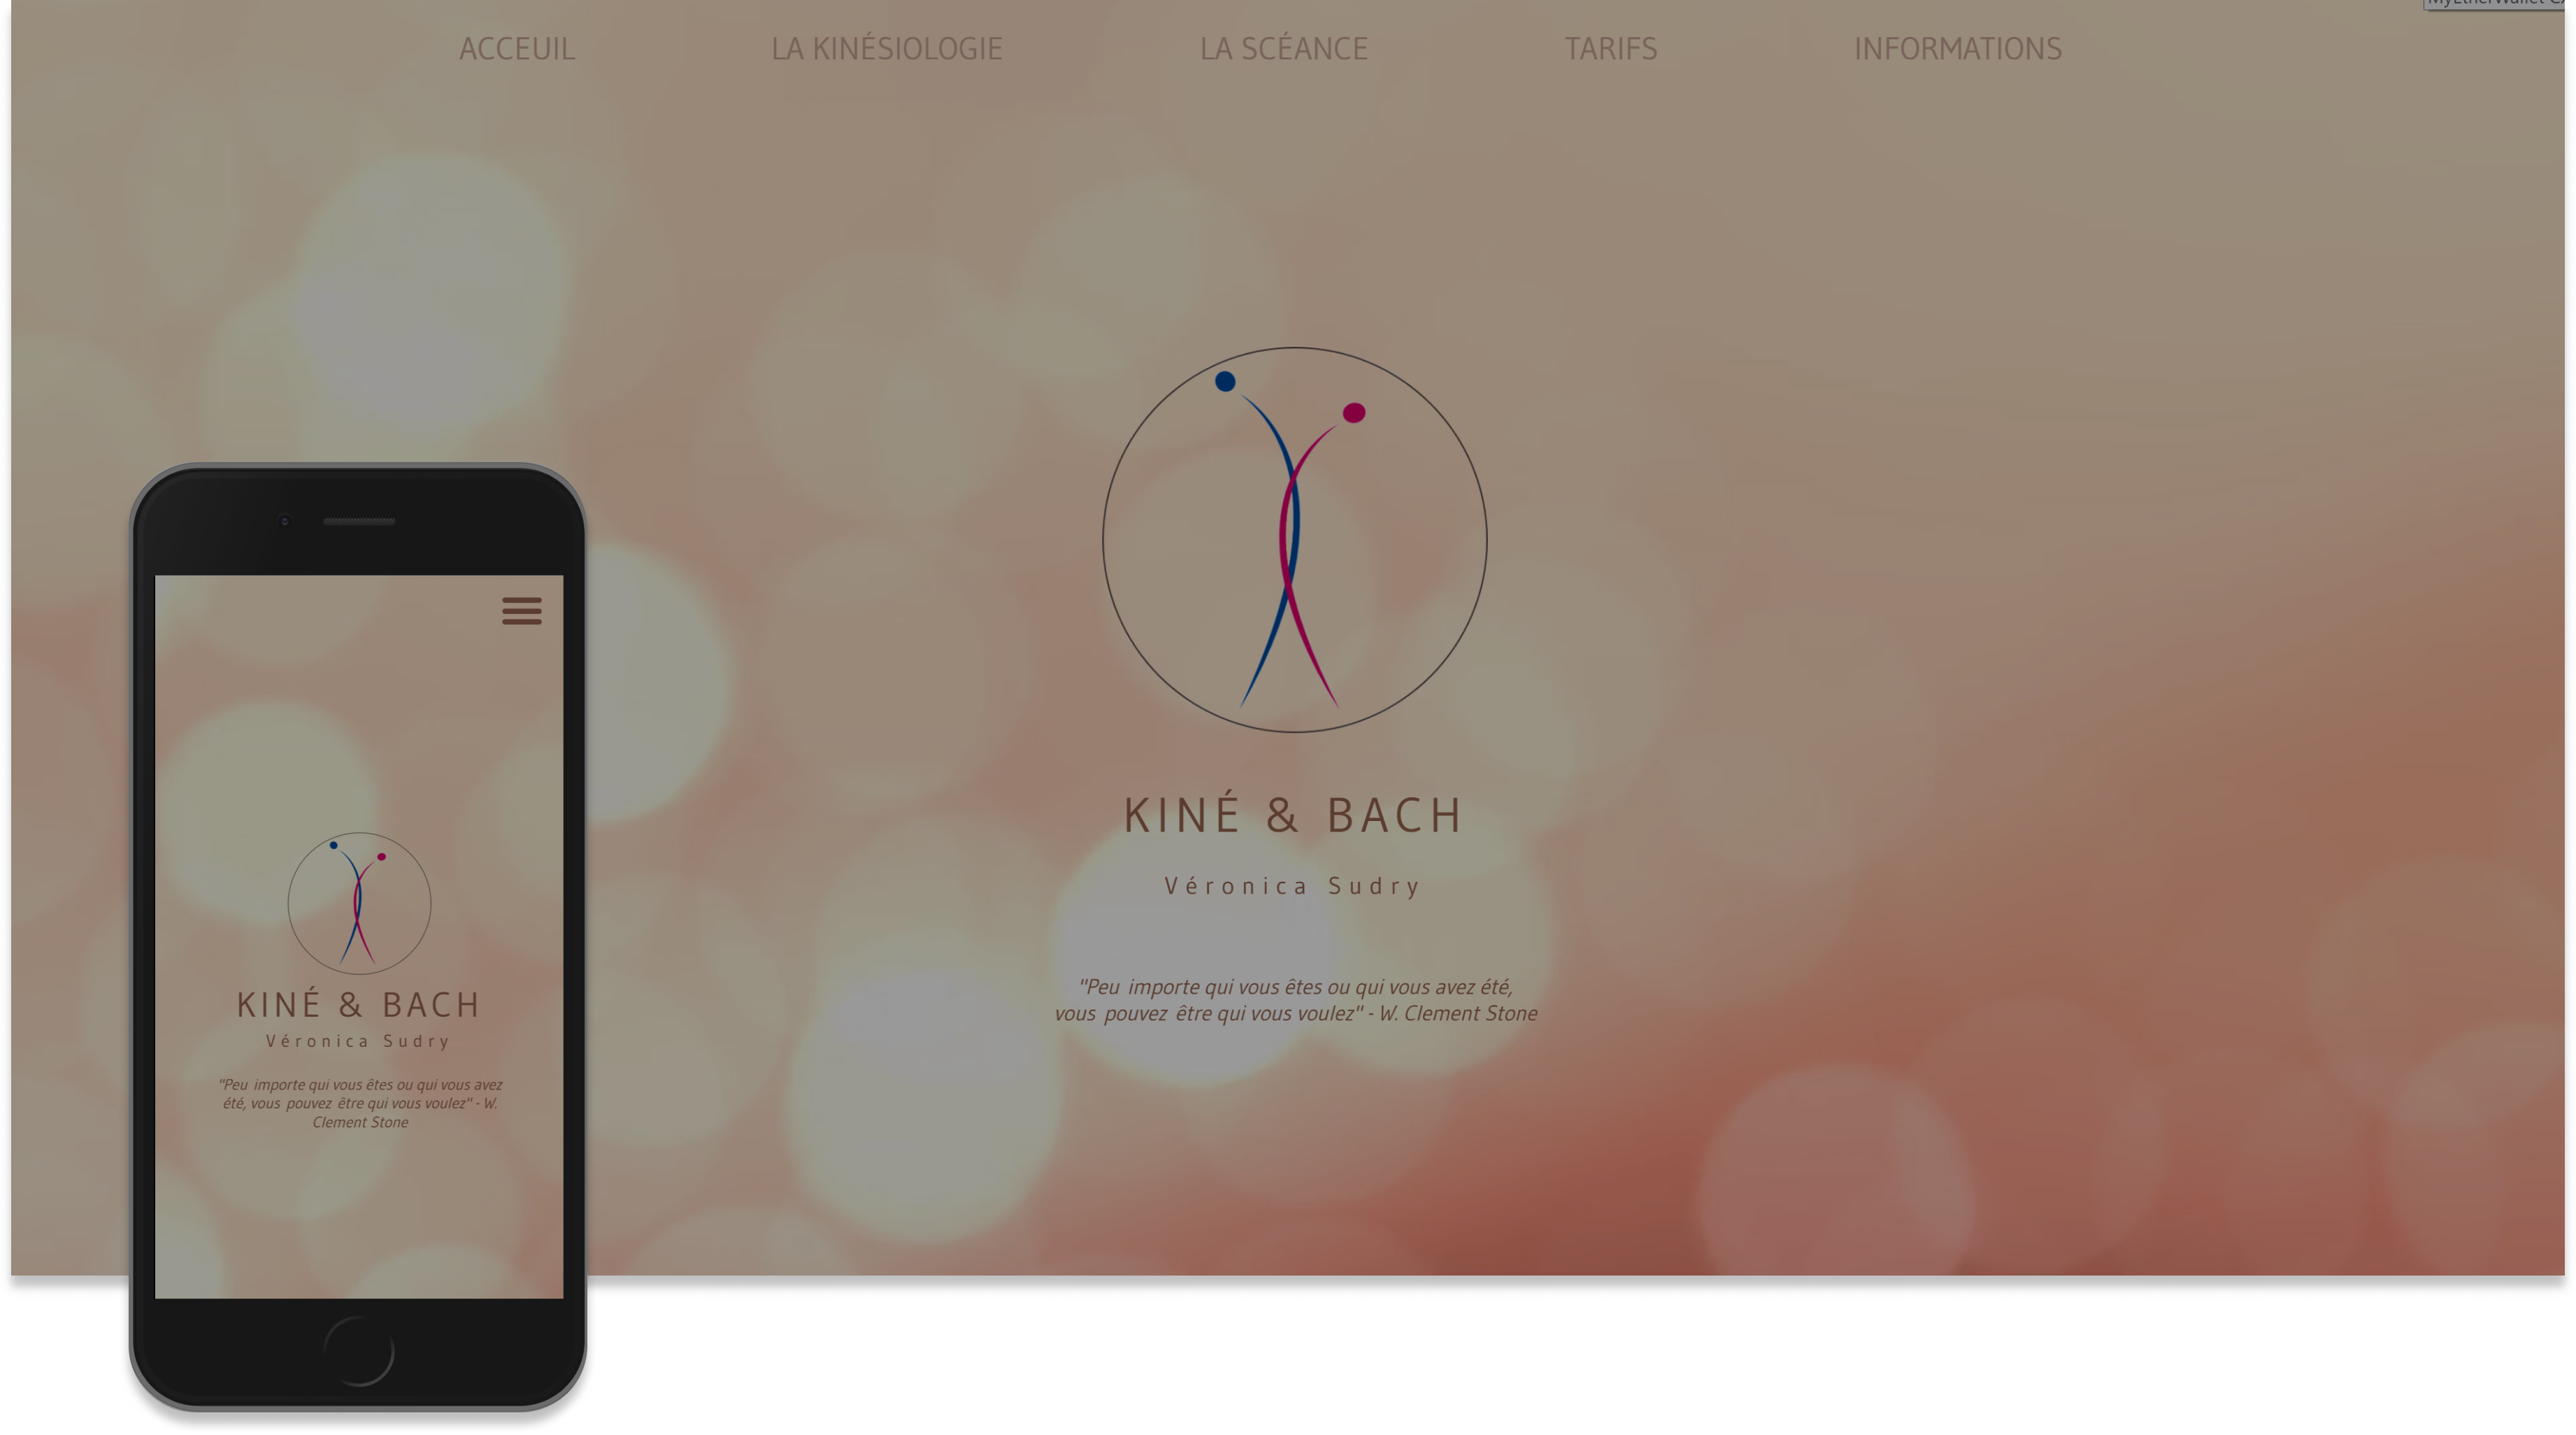 MyEtherWallet
ACCEUIL LA KINÉSIOLOGIE LA SCÉANCE TARIFS INFORMATIONS
KINÉ & BACH
Véronica Sudry
"Peu importe qui vous êtes ou qui vous avez été,
vous pouvez être qui vous voulez" - W. Clement Stone
KINÉ & BACH
Véronica Sudry
"Peu importe qui vous êtes ou qui vous avez
été, vous pouvez être qui vous voulez" - W.
Clement Stone